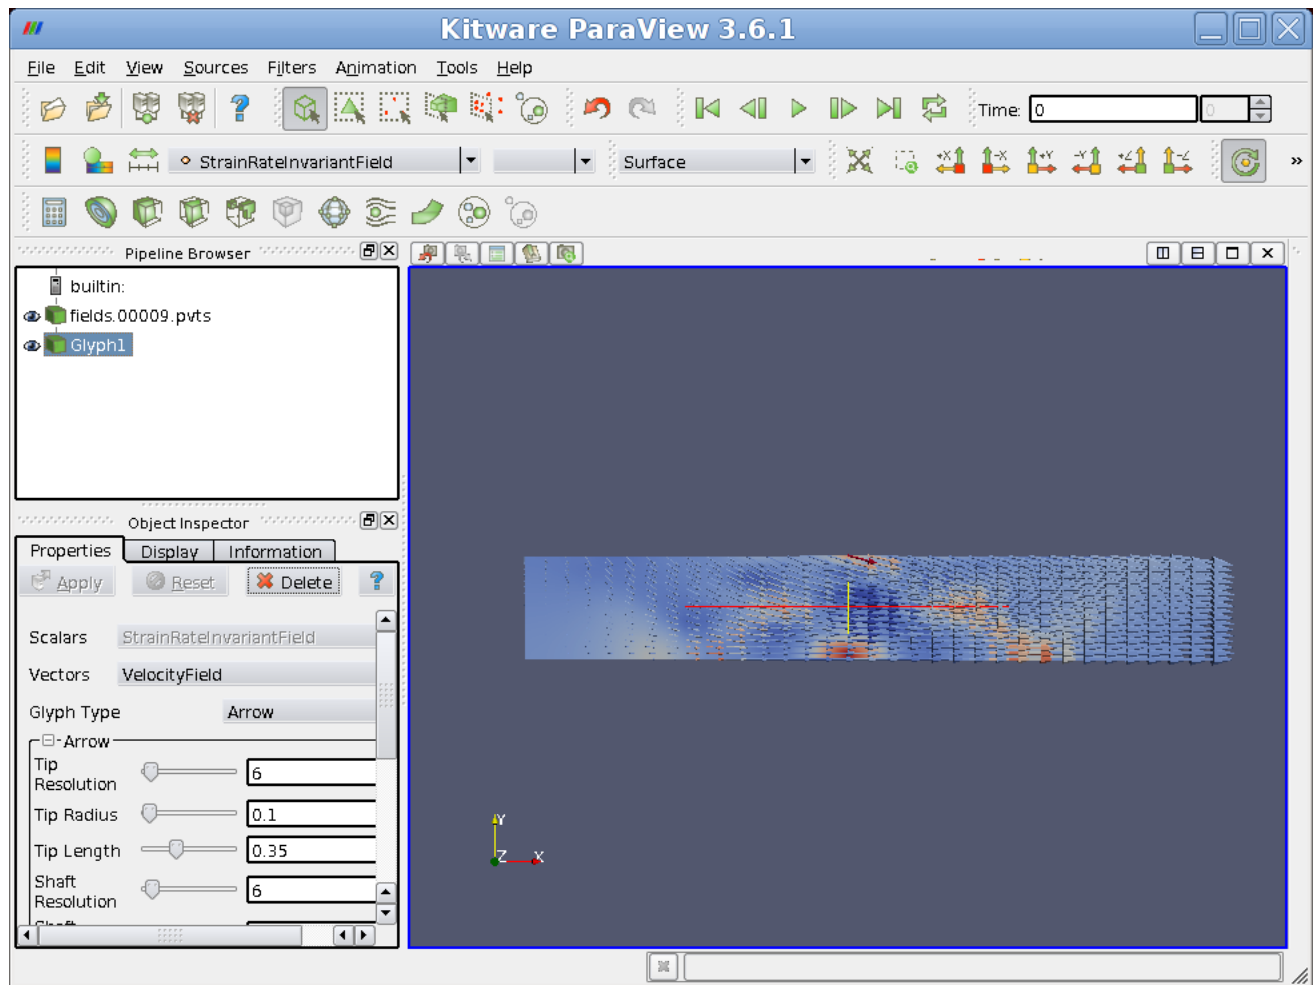 Kitware ParaView 3.6.1
File Edit View Sources Filters Animation Tools Help
Time: 0 0
StrainRateInvariantField Surface +X -X +Y -Y +Z -Z »
Pipeline Browser
builtin:
fields.00009.pvts
Glyph1
Object Inspector
Properties Display Information
Apply Reset Delete ?
Scalars StrainRateInvariantField
Vectors VelocityField
Glyph Type Arrow
Arrow
Tip
Resolution 6
Tip Radius 0.1
Tip Length 0.35
Shaft
Resolution 6
Shaft
Y
Z X